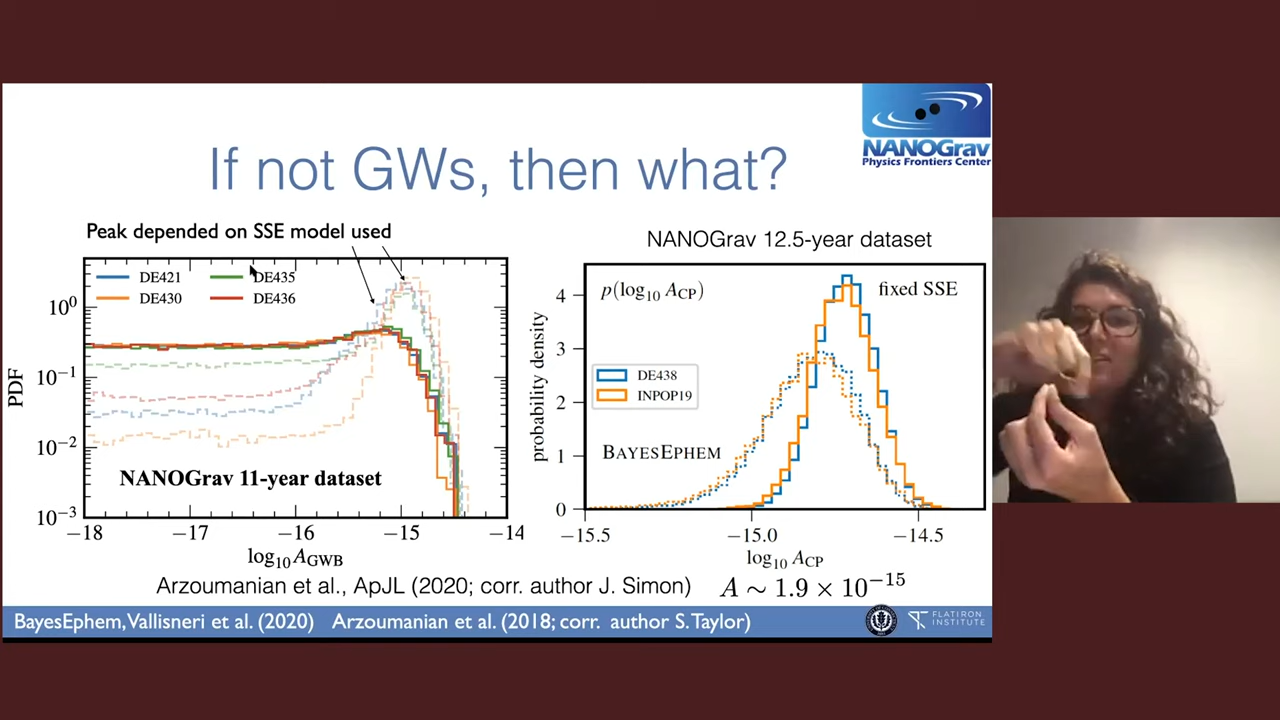 NANOGrav
Physics Frontiers Center
If not GWs, then what?
Peak depended on SSE model used
DE421
DE435
DE430
DE436
10⁰
10⁻¹
10⁻²
10⁻³
PDF
NANOGrav 11-year dataset
−18
−17
−16
−15
−14
log₁₀ A_GWB
NANOGrav 12.5-year dataset
p(log₁₀ A_CP)
fixed SSE
DE438
INPOP19
BAYESEPHEM
4
3
2
1
0
probability density
−15.5
−15.0
−14.5
log₁₀ A_CP
Arzoumanian et al., ApJL (2020; corr. author J. Simon)
A ∼ 1.9 × 10⁻¹⁵
BayesEphem, Vallisneri et al. (2020) Arzoumanian et al. (2018; corr. author S. Taylor)
FLATIRON
INSTITUTE